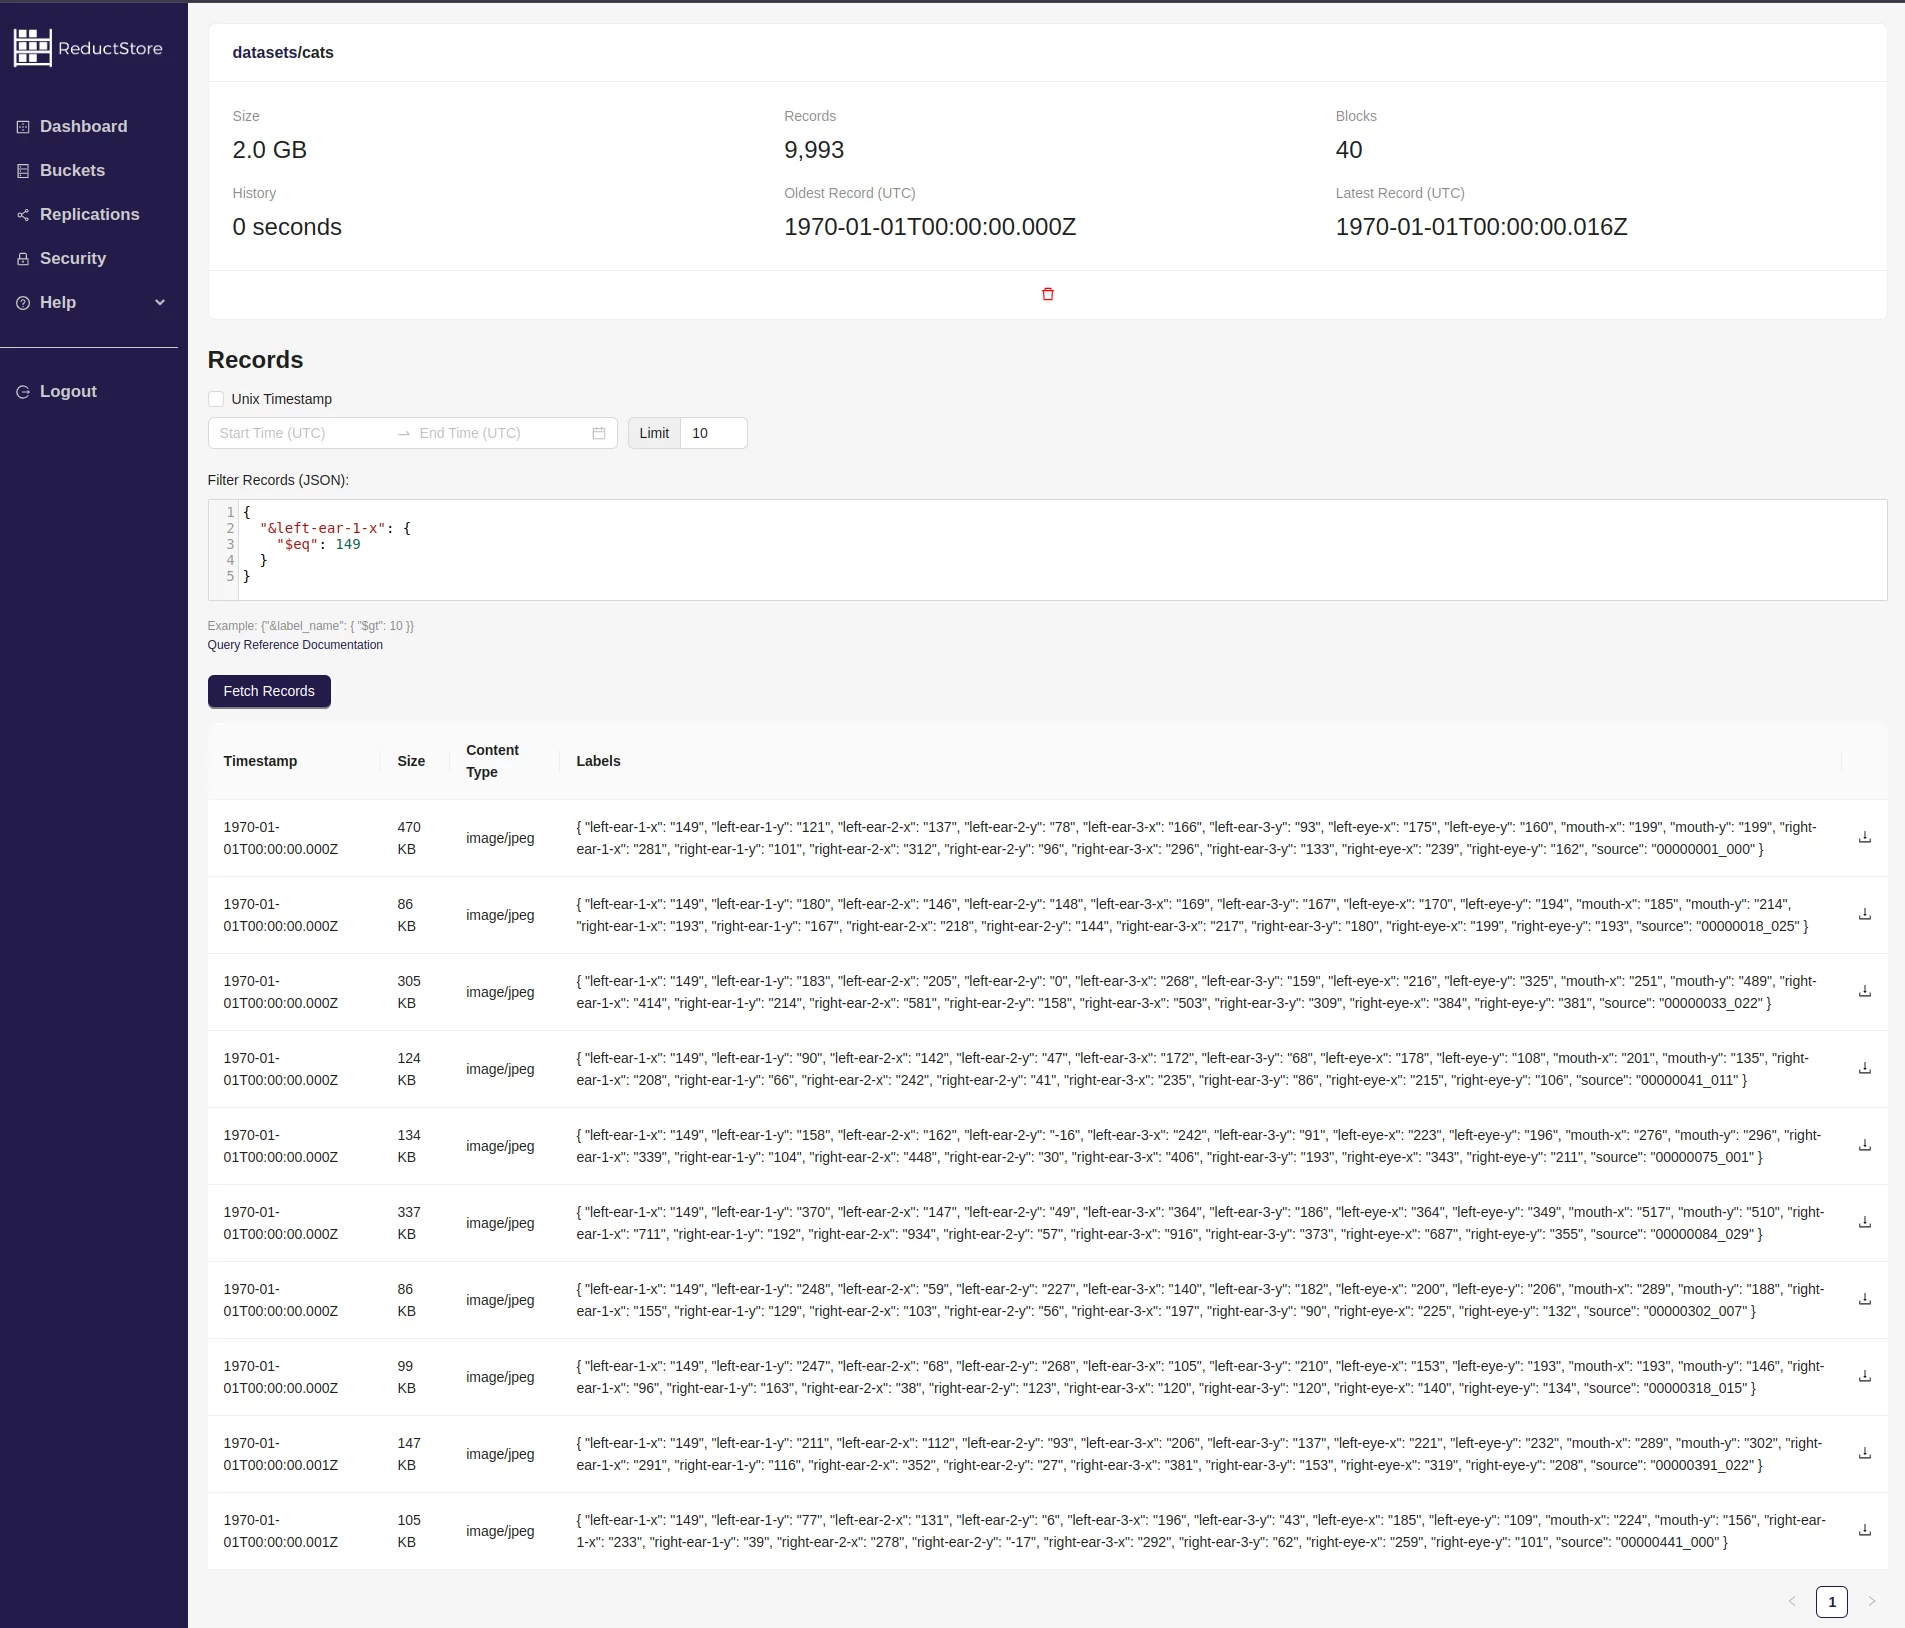 ReductStore
Dashboard
Buckets
Replications
Security
Help
Logout
datasets/cats
Size
2.0 GB
Records
9,993
Blocks
40
History
0 seconds
Oldest Record (UTC)
1970-01-01T00:00:00.000Z
Latest Record (UTC)
1970-01-01T00:00:00.016Z
Records
Unix Timestamp
Start Time (UTC)
End Time (UTC)
Limit
10
Filter Records (JSON):
1 {
2 "&left-ear-1-x": {
3 "$eq": 149
4 }
5 }
Example: {"&label_name": { "$gt": 10 }}
Query Reference Documentation
Fetch Records
Timestamp
Size
Content
Type
Labels
1970-01-
01T00:00:00.000Z
470
KB
image/jpeg
{ "left-ear-1-x": "149", "left-ear-1-y": "121", "left-ear-2-x": "137", "left-ear-2-y": "78", "left-ear-3-x": "166", "left-ear-3-y": "93", "left-eye-x": "175", "left-eye-y": "160", "mouth-x": "199", "mouth-y": "199", "right-
ear-1-x": "281", "right-ear-1-y": "101", "right-ear-2-x": "312", "right-ear-2-y": "96", "right-ear-3-x": "296", "right-ear-3-y": "133", "right-eye-x": "239", "right-eye-y": "162", "source": "00000001_000" }
1970-01-
01T00:00:00.000Z
86
KB
image/jpeg
{ "left-ear-1-x": "149", "left-ear-1-y": "180", "left-ear-2-x": "146", "left-ear-2-y": "148", "left-ear-3-x": "169", "left-ear-3-y": "167", "left-eye-x": "170", "left-eye-y": "194", "mouth-x": "185", "mouth-y": "214",
"right-ear-1-x": "193", "right-ear-1-y": "167", "right-ear-2-x": "218", "right-ear-2-y": "144", "right-ear-3-x": "217", "right-ear-3-y": "180", "right-eye-x": "199", "right-eye-y": "193", "source": "00000018_025" }
1970-01-
01T00:00:00.000Z
305
KB
image/jpeg
{ "left-ear-1-x": "149", "left-ear-1-y": "183", "left-ear-2-x": "205", "left-ear-2-y": "0", "left-ear-3-x": "268", "left-ear-3-y": "159", "left-eye-x": "216", "left-eye-y": "325", "mouth-x": "251", "mouth-y": "489", "right-
ear-1-x": "414", "right-ear-1-y": "214", "right-ear-2-x": "581", "right-ear-2-y": "158", "right-ear-3-x": "503", "right-ear-3-y": "309", "right-eye-x": "384", "right-eye-y": "381", "source": "00000033_022" }
1970-01-
01T00:00:00.000Z
124
KB
image/jpeg
{ "left-ear-1-x": "149", "left-ear-1-y": "90", "left-ear-2-x": "142", "left-ear-2-y": "47", "left-ear-3-x": "172", "left-ear-3-y": "68", "left-eye-x": "178", "left-eye-y": "108", "mouth-x": "201", "mouth-y": "135", "right-
ear-1-x": "208", "right-ear-1-y": "66", "right-ear-2-x": "242", "right-ear-2-y": "41", "right-ear-3-x": "235", "right-ear-3-y": "86", "right-eye-x": "215", "right-eye-y": "106", "source": "00000041_011" }
1970-01-
01T00:00:00.000Z
134
KB
image/jpeg
{ "left-ear-1-x": "149", "left-ear-1-y": "158", "left-ear-2-x": "162", "left-ear-2-y": "-16", "left-ear-3-x": "242", "left-ear-3-y": "91", "left-eye-x": "223", "left-eye-y": "196", "mouth-x": "276", "mouth-y": "296", "right-
ear-1-x": "339", "right-ear-1-y": "104", "right-ear-2-x": "448", "right-ear-2-y": "30", "right-ear-3-x": "406", "right-ear-3-y": "193", "right-eye-x": "343", "right-eye-y": "211", "source": "00000075_001" }
1970-01-
01T00:00:00.000Z
337
KB
image/jpeg
{ "left-ear-1-x": "149", "left-ear-1-y": "370", "left-ear-2-x": "147", "left-ear-2-y": "49", "left-ear-3-x": "364", "left-ear-3-y": "186", "left-eye-x": "364", "left-eye-y": "349", "mouth-x": "517", "mouth-y": "510", "right-
ear-1-x": "711", "right-ear-1-y": "192", "right-ear-2-x": "934", "right-ear-2-y": "57", "right-ear-3-x": "916", "right-ear-3-y": "373", "right-eye-x": "687", "right-eye-y": "355", "source": "00000084_029" }
1970-01-
01T00:00:00.000Z
86
KB
image/jpeg
{ "left-ear-1-x": "149", "left-ear-1-y": "248", "left-ear-2-x": "59", "left-ear-2-y": "227", "left-ear-3-x": "140", "left-ear-3-y": "182", "left-eye-x": "200", "left-eye-y": "206", "mouth-x": "289", "mouth-y": "188", "right-
ear-1-x": "155", "right-ear-1-y": "129", "right-ear-2-x": "103", "right-ear-2-y": "56", "right-ear-3-x": "197", "right-ear-3-y": "90", "right-eye-x": "225", "right-eye-y": "132", "source": "00000302_007" }
1970-01-
01T00:00:00.000Z
99
KB
image/jpeg
{ "left-ear-1-x": "149", "left-ear-1-y": "247", "left-ear-2-x": "68", "left-ear-2-y": "268", "left-ear-3-x": "105", "left-ear-3-y": "210", "left-eye-x": "153", "left-eye-y": "193", "mouth-x": "193", "mouth-y": "146", "right-
ear-1-x": "96", "right-ear-1-y": "163", "right-ear-2-x": "38", "right-ear-2-y": "123", "right-ear-3-x": "120", "right-ear-3-y": "120", "right-eye-x": "140", "right-eye-y": "134", "source": "00000318_015" }
1970-01-
01T00:00:00.001Z
147
KB
image/jpeg
{ "left-ear-1-x": "149", "left-ear-1-y": "211", "left-ear-2-x": "112", "left-ear-2-y": "93", "left-ear-3-x": "206", "left-ear-3-y": "137", "left-eye-x": "221", "left-eye-y": "232", "mouth-x": "289", "mouth-y": "302", "right-
ear-1-x": "291", "right-ear-1-y": "116", "right-ear-2-x": "352", "right-ear-2-y": "27", "right-ear-3-x": "381", "right-ear-3-y": "153", "right-eye-x": "319", "right-eye-y": "208", "source": "00000391_022" }
1970-01-
01T00:00:00.001Z
105
KB
image/jpeg
{ "left-ear-1-x": "149", "left-ear-1-y": "77", "left-ear-2-x": "131", "left-ear-2-y": "6", "left-ear-3-x": "196", "left-ear-3-y": "43", "left-eye-x": "185", "left-eye-y": "109", "mouth-x": "224", "mouth-y": "156", "right-ear-
1-x": "233", "right-ear-1-y": "39", "right-ear-2-x": "278", "right-ear-2-y": "-17", "right-ear-3-x": "292", "right-ear-3-y": "62", "right-eye-x": "259", "right-eye-y": "101", "source": "00000441_000" }
1